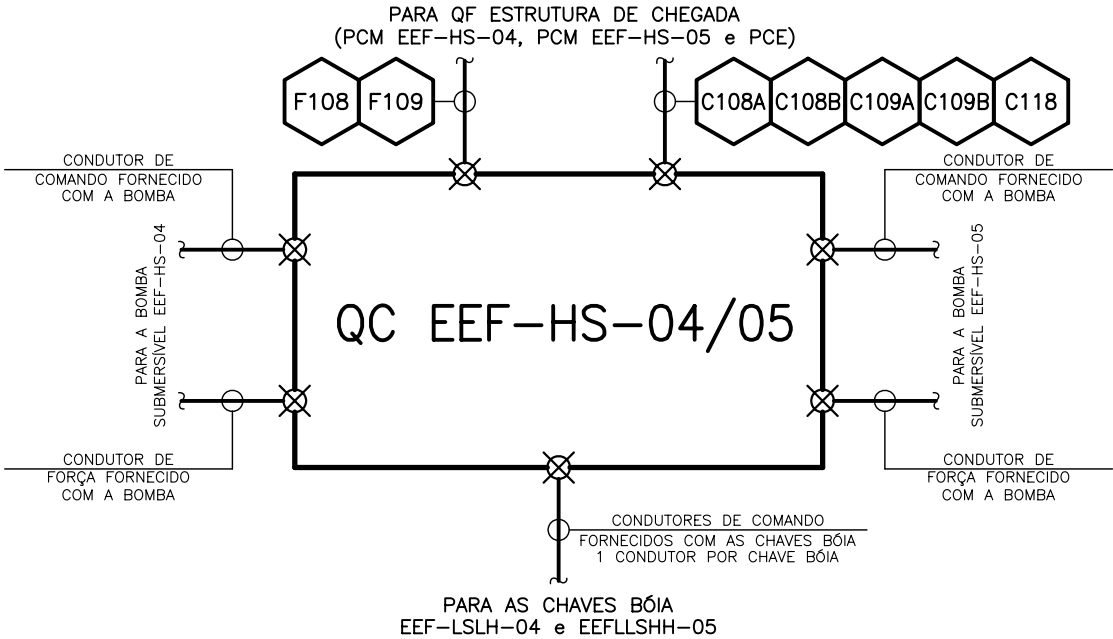 PARA QF ESTRUTURA DE CHEGADA
(PCM EEF-HS-04, PCM EEF-HS-05 e PCE)
F108
F109
C108A
C108B
C109A
C109B
C118
CONDUTOR DE
COMANDO FORNECIDO
COM A BOMBA
CONDUTOR DE
COMANDO FORNECIDO
COM A BOMBA
PARA A BOMBA
SUBMERSÍVEL EEF-HS-04
QC EEF-HS-04/05
PARA A BOMBA
SUBMERSÍVEL EEF-HS-05
CONDUTOR DE
FORÇA FORNECIDO
COM A BOMBA
CONDUTOR DE
FORÇA FORNECIDO
COM A BOMBA
CONDUTORES DE COMANDO
FORNECIDOS COM AS CHAVES BÓIA
1 CONDUTOR POR CHAVE BÓIA
PARA AS CHAVES BÓIA
EEF-LSLH-04 e EEFLLSHH-05